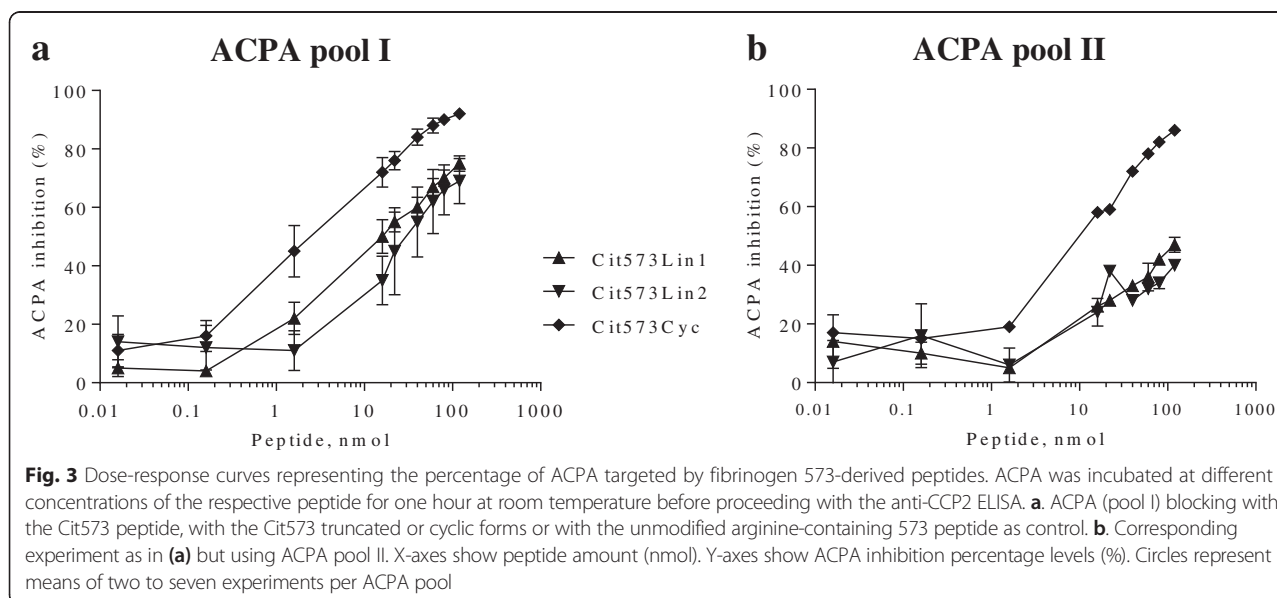 a
ACPA pool I
b
ACPA pool II
ACPA inhibition (%)
100
80
60
40
20
0
0.01 0.1 1 10 100 1000
Peptide, nmol
Cit573Lin1
Cit573Lin2
Cit573Cyc
ACPA inhibition (%)
100
80
60
40
20
0
0.01 0.1 1 10 100 1000
Peptide, nmol
Fig. 3 Dose-response curves representing the percentage of ACPA targeted by fibrinogen 573-derived peptides. ACPA was incubated at different
concentrations of the respective peptide for one hour at room temperature before proceeding with the anti-CCP2 ELISA. a. ACPA (pool I) blocking with
the Cit573 peptide, with the Cit573 truncated or cyclic forms or with the unmodified arginine-containing 573 peptide as control. b. Corresponding
experiment as in (a) but using ACPA pool II. X-axes show peptide amount (nmol). Y-axes show ACPA inhibition percentage levels (%). Circles represent
means of two to seven experiments per ACPA pool